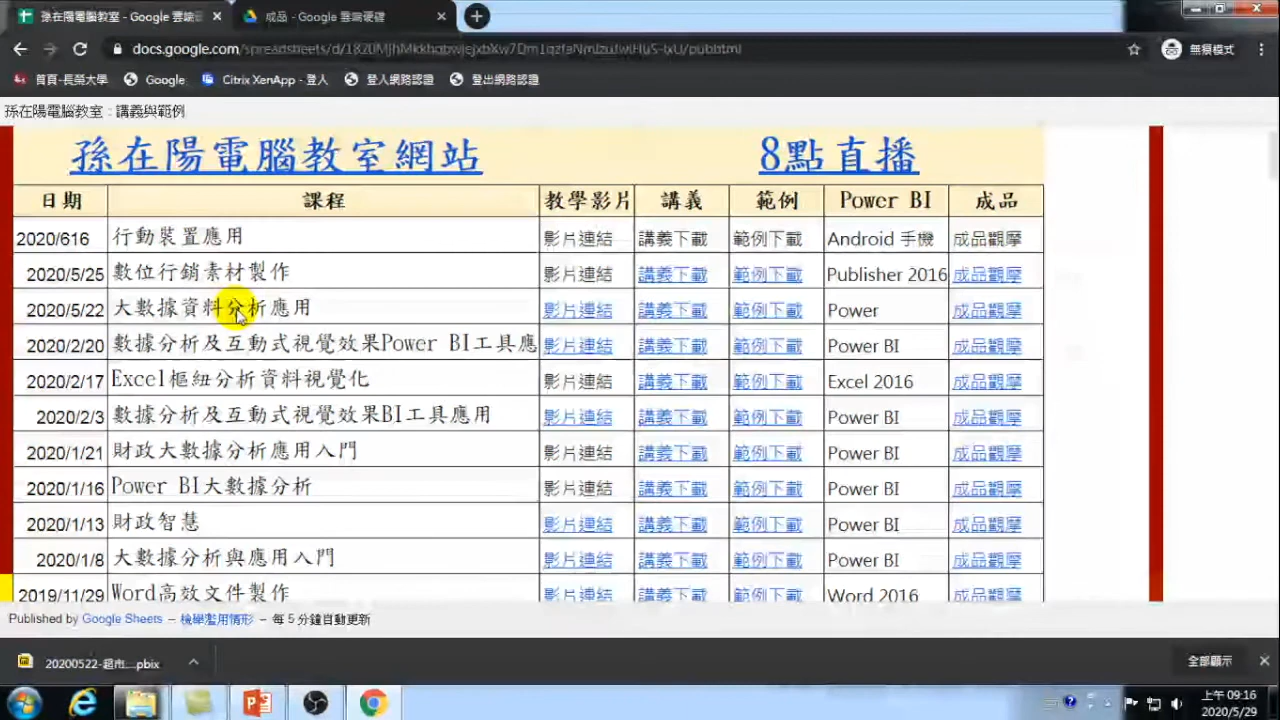 孫在陽電腦教室 - Google 雲端硬
成品 - Google 雲端硬碟
docs.google.com
無痕模式
首頁-長榮大學
Google
Citrix XenApp - 登入
登入網路認證
登出網路認證
孫在陽電腦教室 : 講義與範例
孫在陽電腦教室網站 8點直播
日期 課程 教學影片 講義 範例 Power BI 成品
2020/616 行動裝置應用 影片連結 講義下載 範例下載 Android 手機 成品觀摩
2020/5/25 數位行銷素材製作 影片連結 講義下載 範例下載 Publisher 2016 成品觀摩
2020/5/22 大數據資料分析應用 影片連結 講義下載 範例下載 Power 成品觀摩
2020/2/20 數據分析及互動式視覺效果Power BI工具應 影片連結 講義下載 範例下載 Power BI 成品觀摩
2020/2/17 Excel樞紐分析資料視覺化 影片連結 講義下載 範例下載 Excel 2016 成品觀摩
2020/2/3 數據分析及互動式視覺效果BI工具應用 影片連結 講義下載 範例下載 Power BI 成品觀摩
2020/1/21 財政大數據分析應用入門 影片連結 講義下載 範例下載 Power BI 成品觀摩
2020/1/16 Power BI大數據分析 影片連結 講義下載 範例下載 Power BI 成品觀摩
2020/1/13 財政智慧 影片連結 講義下載 範例下載 Power BI 成品觀摩
2020/1/8 大數據分析與應用入門 影片連結 講義下載 範例下載 Power BI 成品觀摩
2019/11/29 Word高效文件製作 影片連結 講義下載 範例下載 Word 2016 成品觀摩
Published by Google Sheets – 檢舉濫用情形 – 每 5 分鐘自動更新
20200522-超市....pbix
全部顯示
上午 09:16
2020/5/29